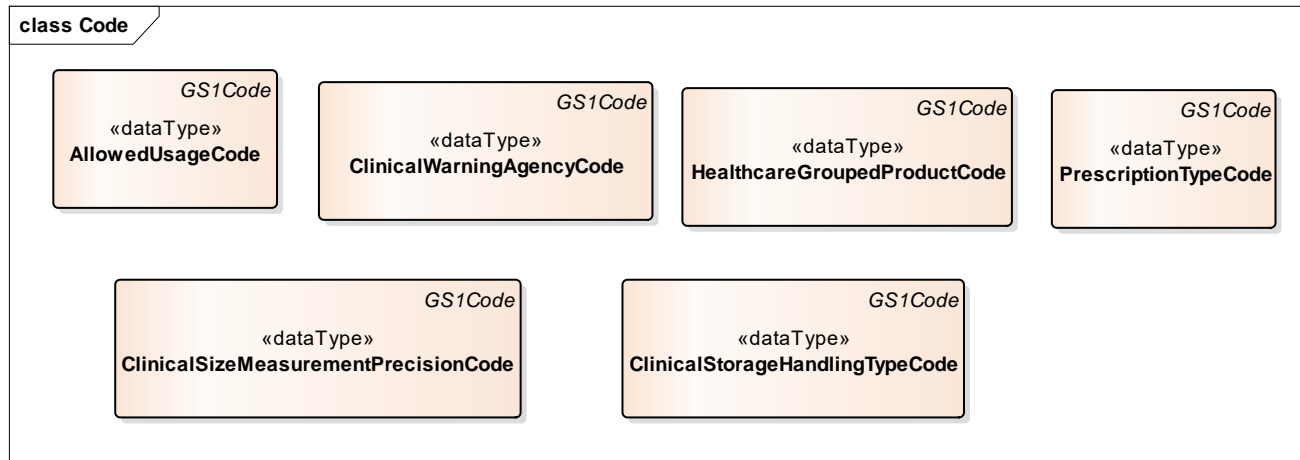 class Code
GS1Code
«dataType»
AllowedUsageCode
GS1Code
«dataType»
ClinicalWarningAgencyCode
GS1Code
«dataType»
HealthcareGroupedProductCode
GS1Code
«dataType»
PrescriptionTypeCode
GS1Code
«dataType»
ClinicalSizeMeasurementPrecisionCode
GS1Code
«dataType»
ClinicalStorageHandlingTypeCode